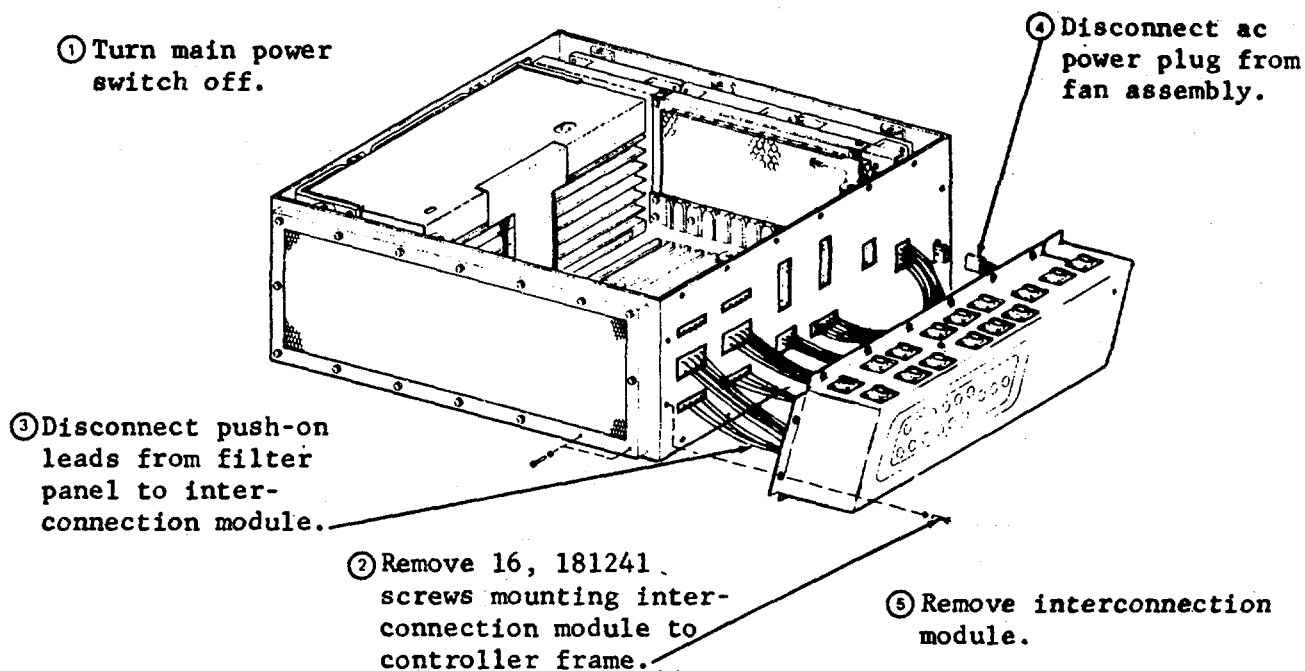 ① Turn main power
switch off.
④ Disconnect ac
power plug from
fan assembly.
③ Disconnect push-on
leads from filter
panel to inter-
connection module.
② Remove 16, 181241
screws mounting inter-
connection module to
controller frame.
⑤ Remove interconnection
module.